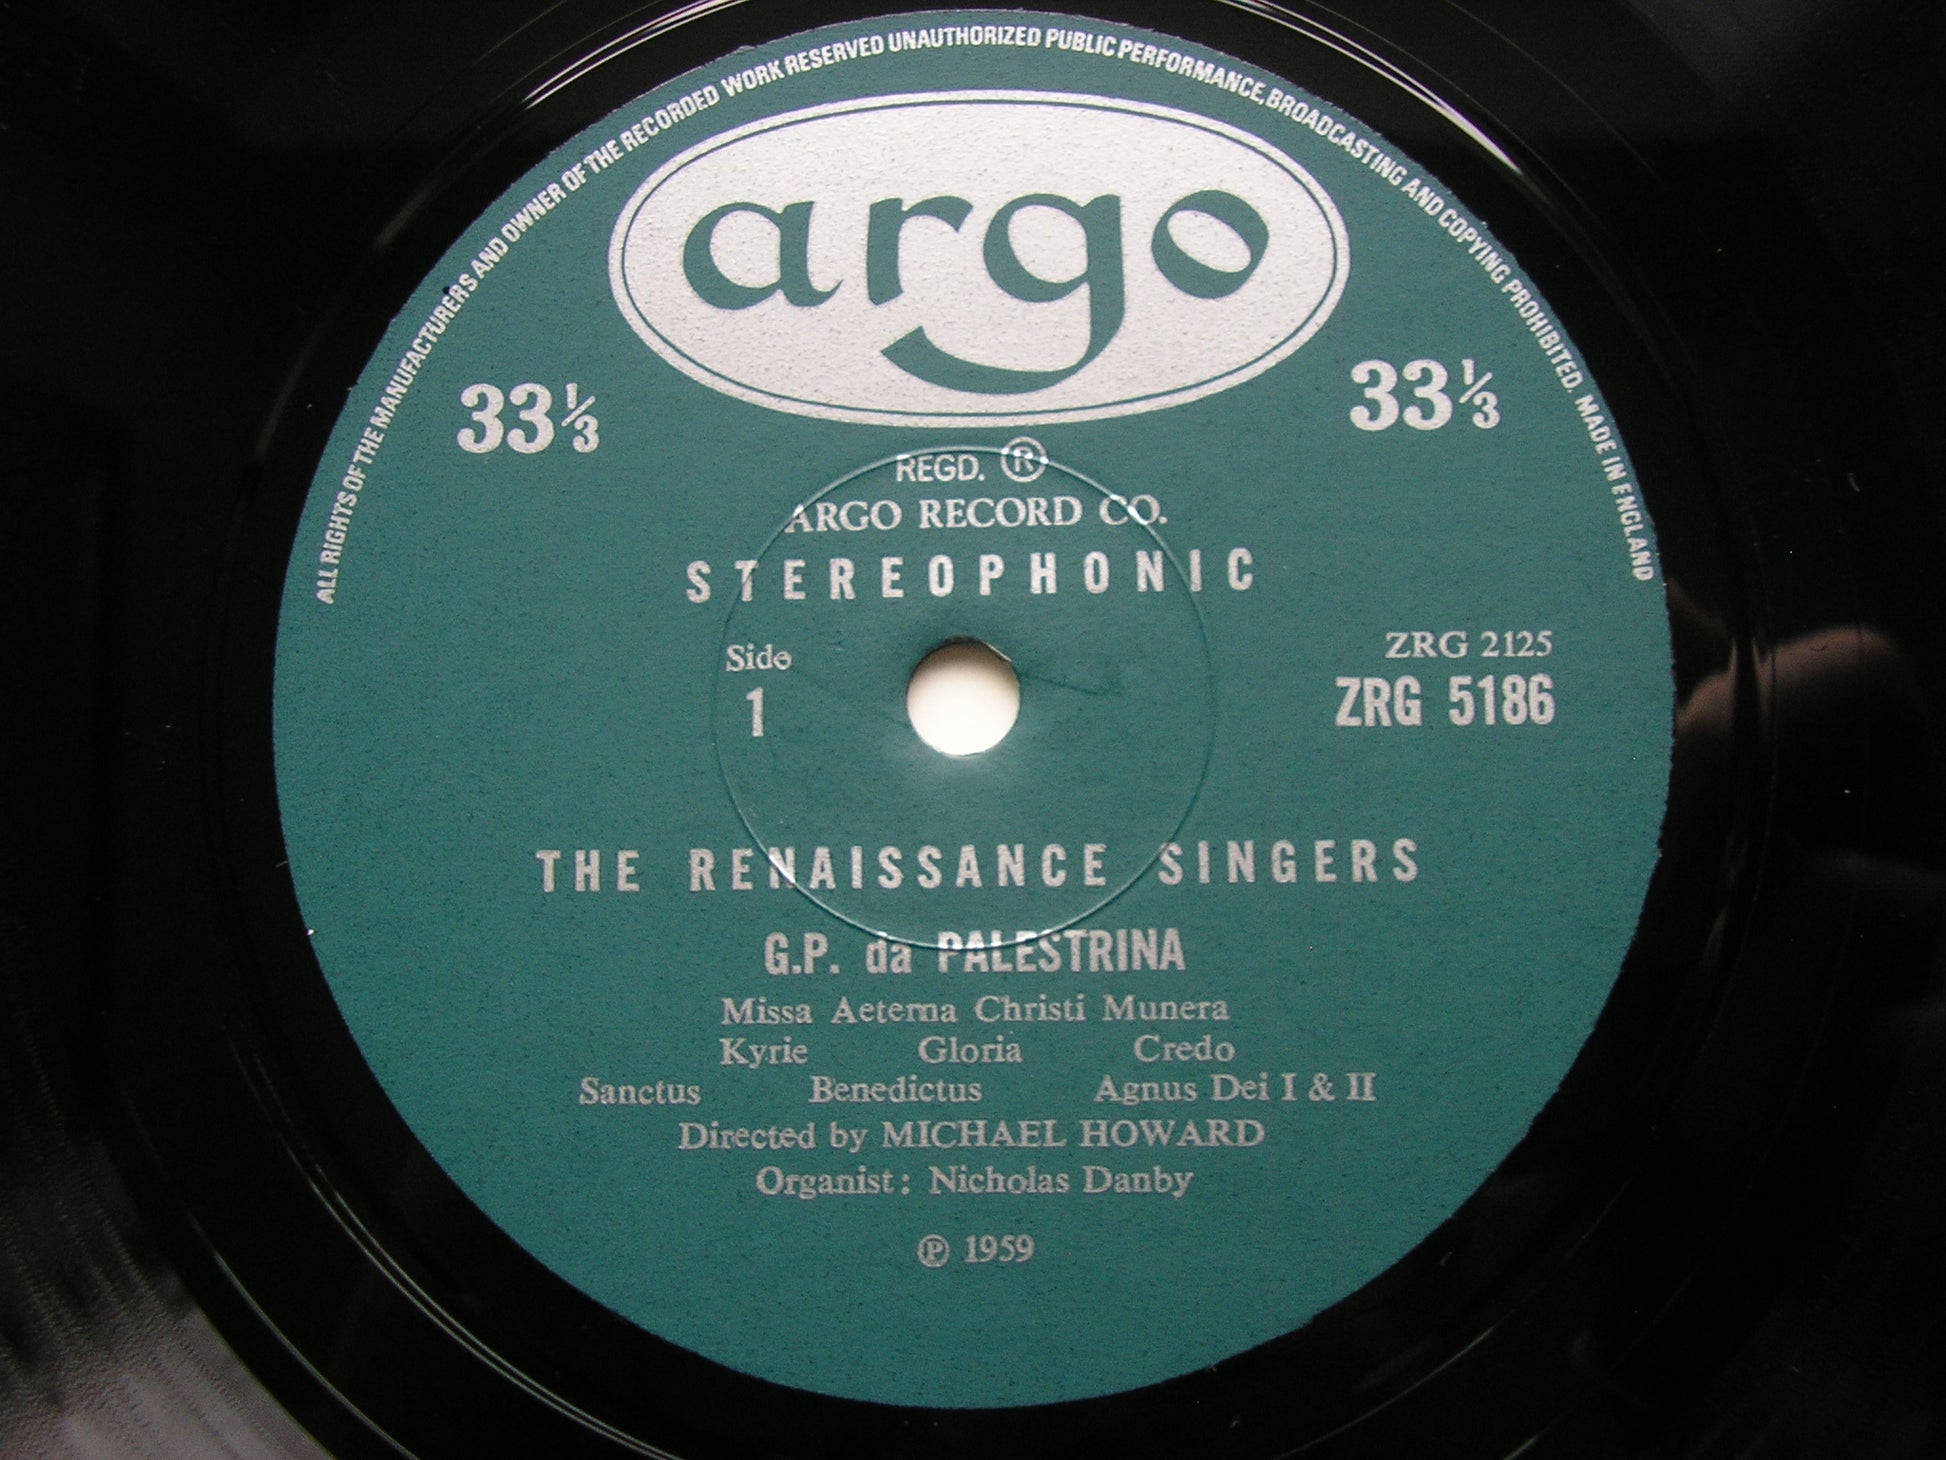 ALL RIGHTS OF THE MANUFACTURERS AND OWNER OF THE RECORDED WORK RESERVED UNAUTHORIZED PUBLIC PERFORMANCE, BROADCASTING AND COPYING PROHIBITED. MADE IN ENGLAND
argo
33⅓ 33⅓
REGD. ®
ARGO RECORD CO.
STEREOPHONIC
Side
1
ZRG 2125
ZRG 5186
THE RENAISSANCE SINGERS
G.P. da PALESTRINA
Missa Aeterna Christi Munera
Kyrie Gloria Credo
Sanctus Benedictus Agnus Dei I & II
Directed by MICHAEL HOWARD
Organist: Nicholas Danby
℗ 1959